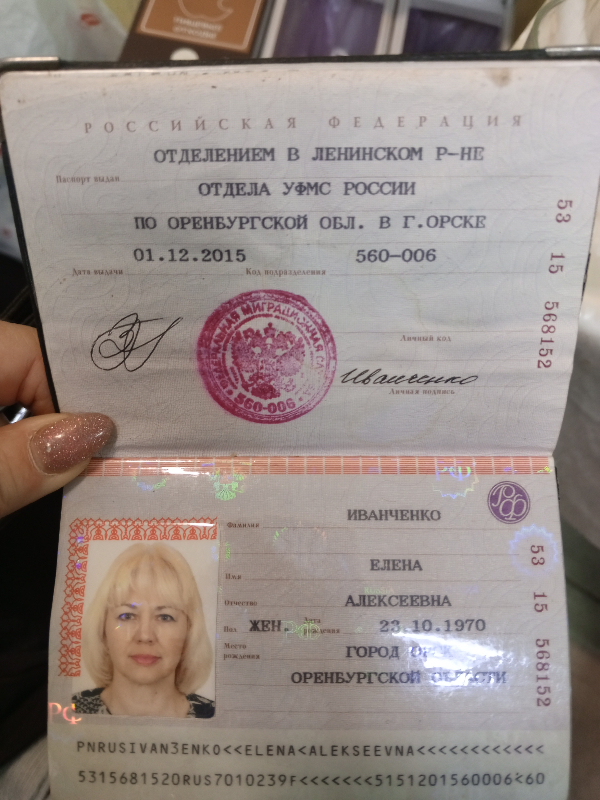 РОССИЙСКАЯ ФЕДЕРАЦИЯ
Паспорт выдан ОТДЕЛЕНИЕМ В ЛЕНИНСКОМ Р-НЕ
ОТДЕЛА УФМС РОССИИ
ПО ОРЕНБУРГСКОЙ ОБЛ. В Г.ОРСКЕ
Дата выдачи 01.12.2015 Код подразделения 560-006
53 15 568152
Личный код
560-006
Иванченко
Личная подпись
РФ
Фамилия ИВАНЧЕНКО
Имя ЕЛЕНА
Отчество АЛЕКСЕЕВНА
Пол ЖЕН. Дата рождения 23.10.1970
Место рождения ГОРОД
ОРЕНБУРГСКОЙ ОБЛАСТИ
53 15 568152
РФ
PNRUSIVAN3ENKO<<ELENA<ALEKSEEVNA<<<<<<<<<<<<
5315681520RUS7010239F<<<<<<<5151201560006<60